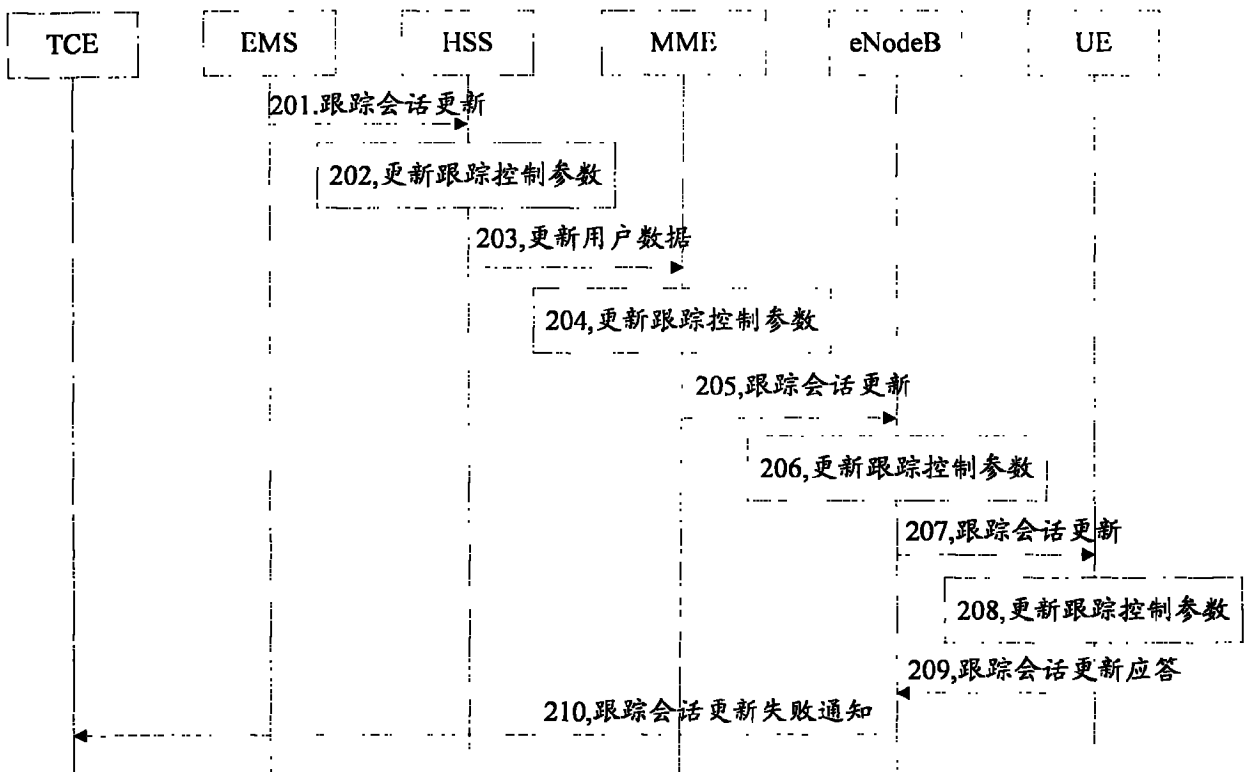 TCE
EMS
HSS
MME
eNodeB
UE
201.跟踪会话更新
202,更新跟踪控制参数
203,更新用户数据
204,更新跟踪控制参数
205,跟踪会话更新
206,更新跟踪控制参数
207,跟踪会话更新
208,更新跟踪控制参数
209,跟踪会话更新应答
210,跟踪会话更新失败通知